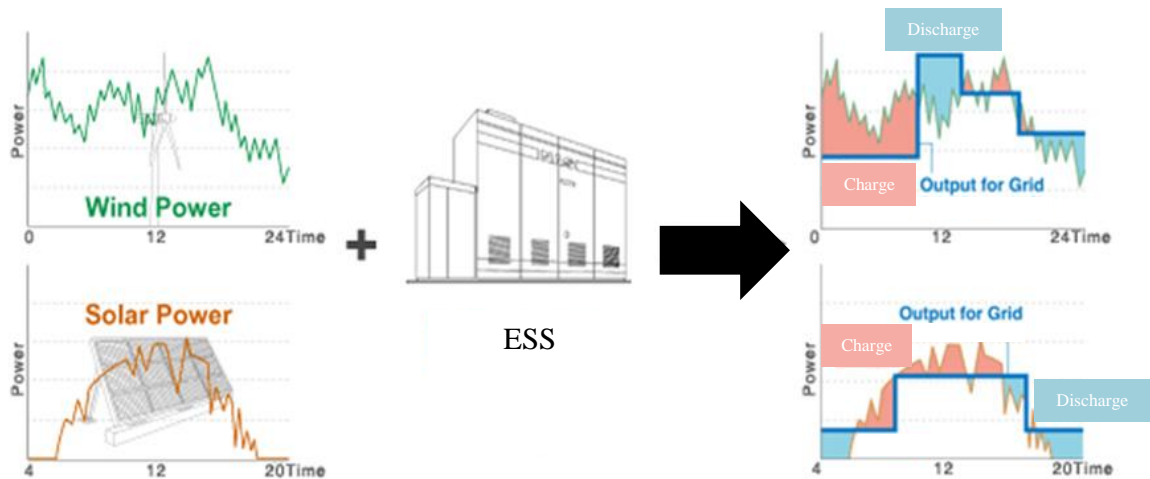 Power
Wind Power
0 12 24Time
Solar Power
Power
4 12 20Time
+
ESS
Discharge
Power
Charge
Output for Grid
0 12 24Time
Output for Grid
Charge
Power
Discharge
4 12 20Time